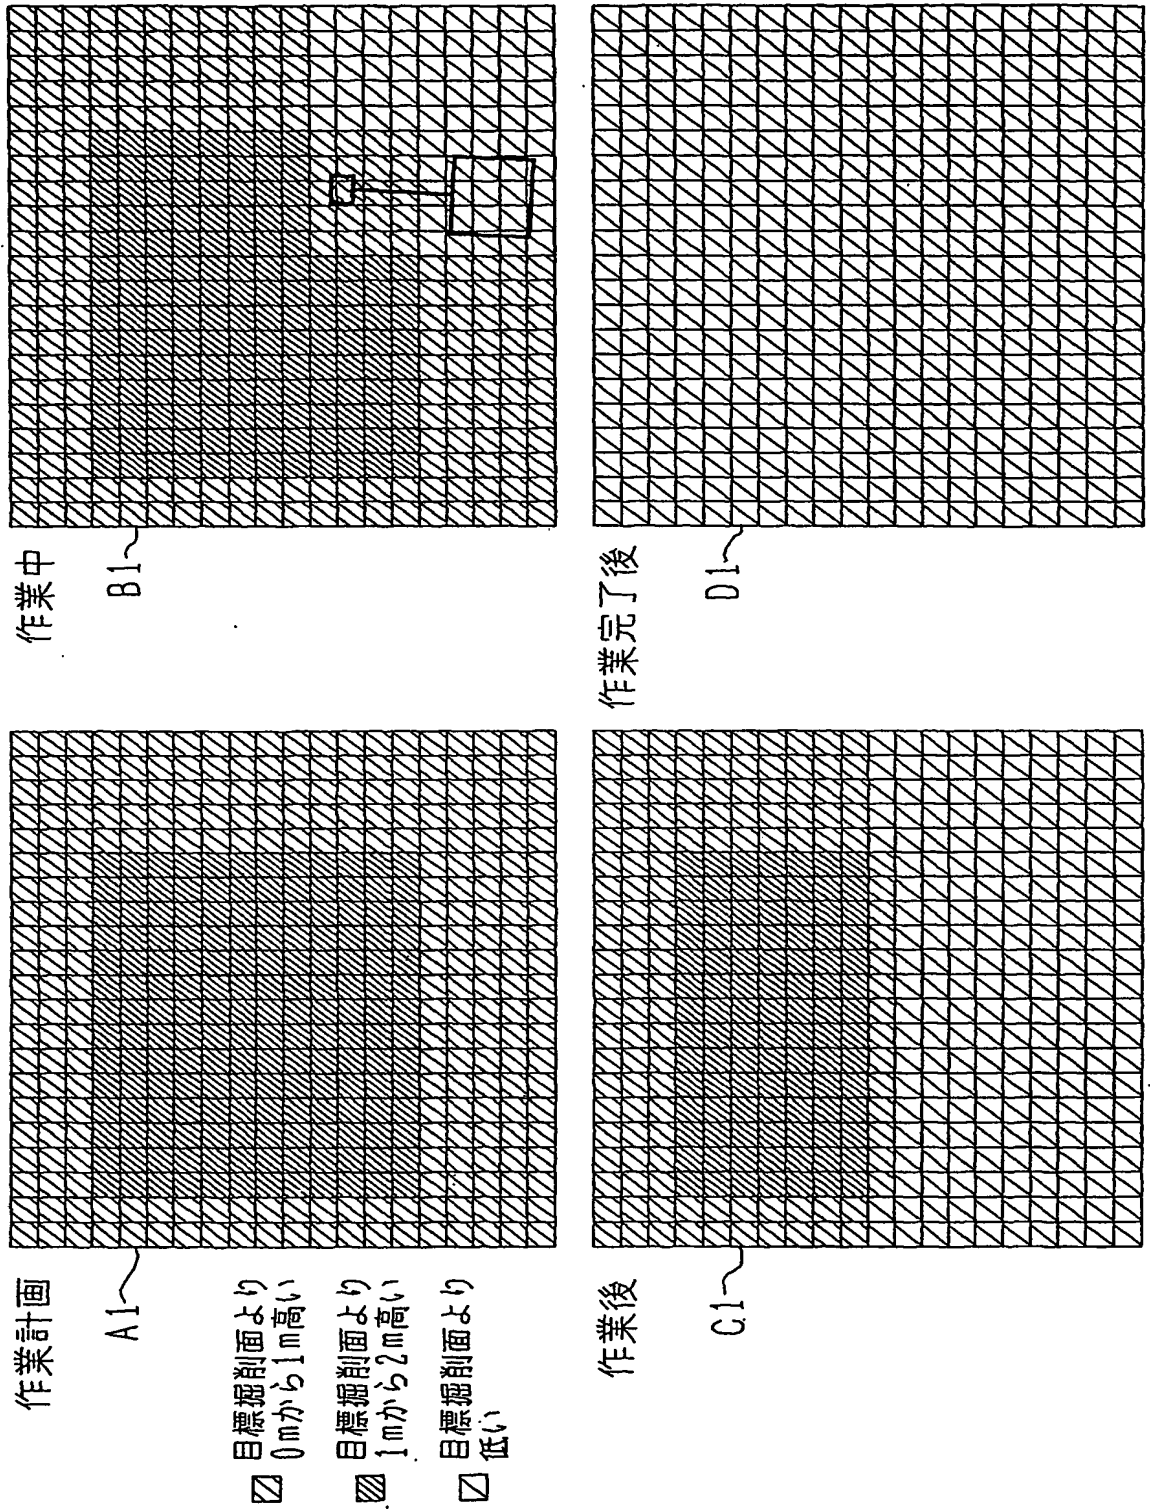 作業計画
A1
目標掘削面より
0mから1m高い
目標掘削面より
1mから2m高い
目標掘削面より
低い
作業中
B1
作業後
C1
作業完了後
D1